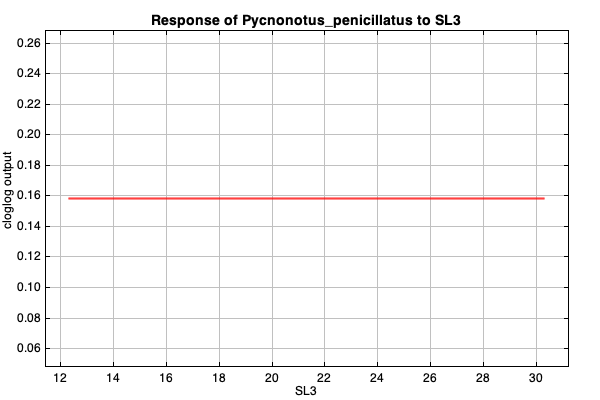 Response of Pycnonotus_penicillatus to SL3
cloglog output
0.26
0.24
0.22
0.20
0.18
0.16
0.14
0.12
0.10
0.08
0.06
12 14 16 18 20 22 24 26 28 30
SL3